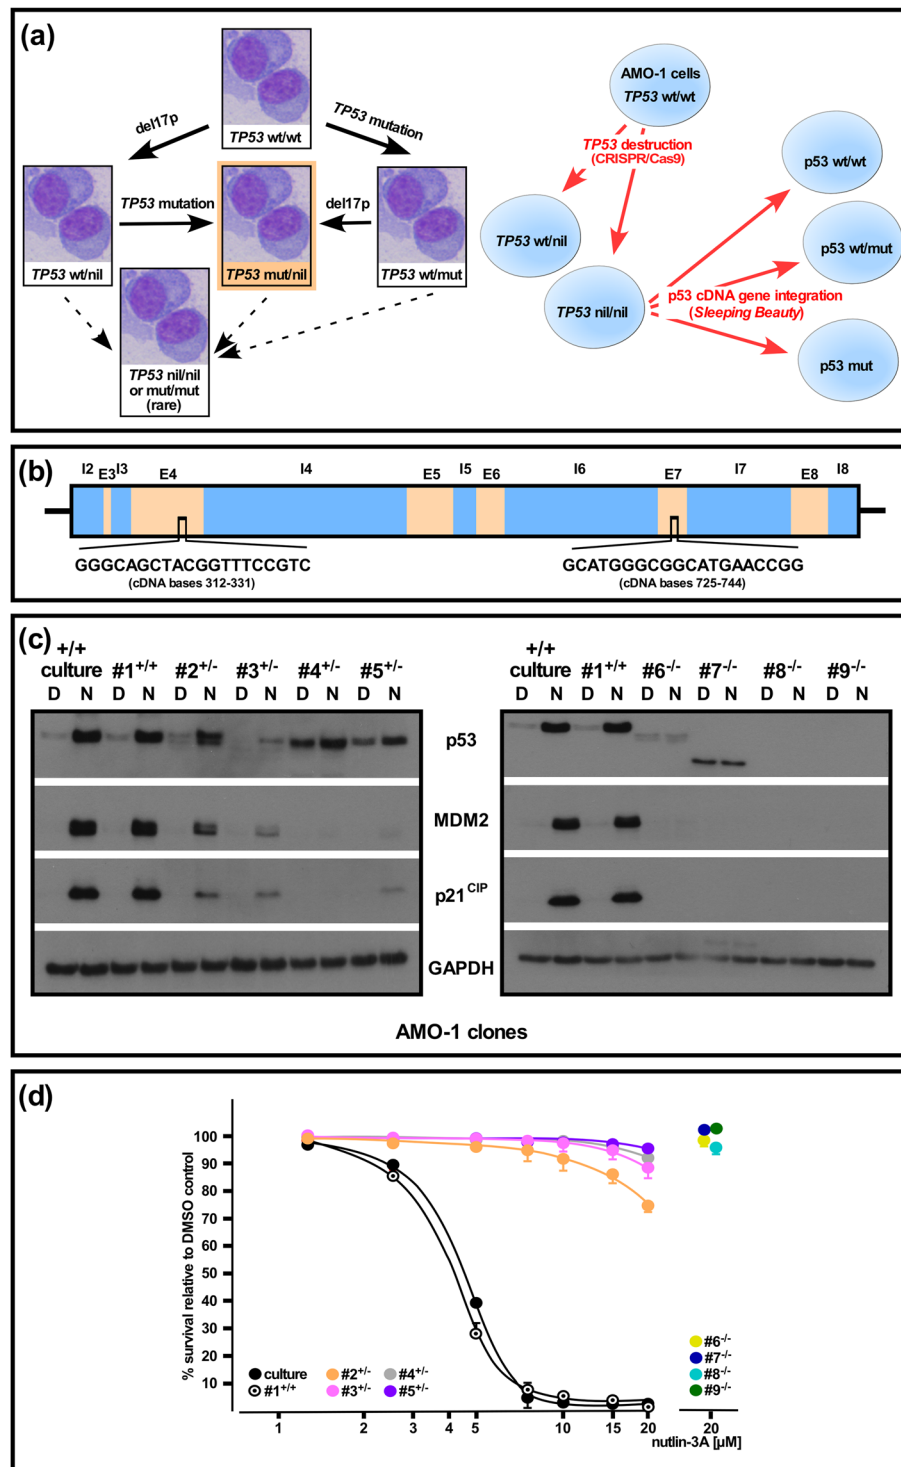 (a)
TP53 wt/wt
del17p
TP53 mutation
TP53 wt/nil
TP53 mutation
TP53 mut/nil
del17p
TP53 wt/mut
TP53 nil/nil
or mut/mut
(rare)
AMO-1 cells
TP53 wt/wt
TP53 destruction
(CRISPR/Cas9)
TP53 wt/nil
TP53 nil/nil
p53 cDNA gene integration
(Sleeping Beauty)
p53 wt/wt
p53 wt/mut
p53 mut
(b)
I2 E3 I3 E4 I4 E5 I5 E6 I6 E7 I7 E8 I8
GGGCAGCTACGGTTTCCGTC
(cDNA bases 312-331)
GCATGGGCGGCATGAACCGG
(cDNA bases 725-744)
(c)
+/+
culture #1+/+ #2+/- #3+/- #4+/- #5+/-
D N D N D N D N D N D N
+/+
culture #1+/+ #6-/- #7-/- #8-/- #9-/-
D N D N D N D N D N D N
p53
MDM2
p21CIP
GAPDH
AMO-1 clones
(d)
% survival relative to DMSO control
100
90
80
70
60
50
40
30
20
10
culture
#1+/+
#2+/-
#3+/-
#4+/-
#5+/-
#6-/-
#7-/-
#8-/-
#9-/-
1 2 3 4 5 10 15 20 20
nutlin-3A [µM]